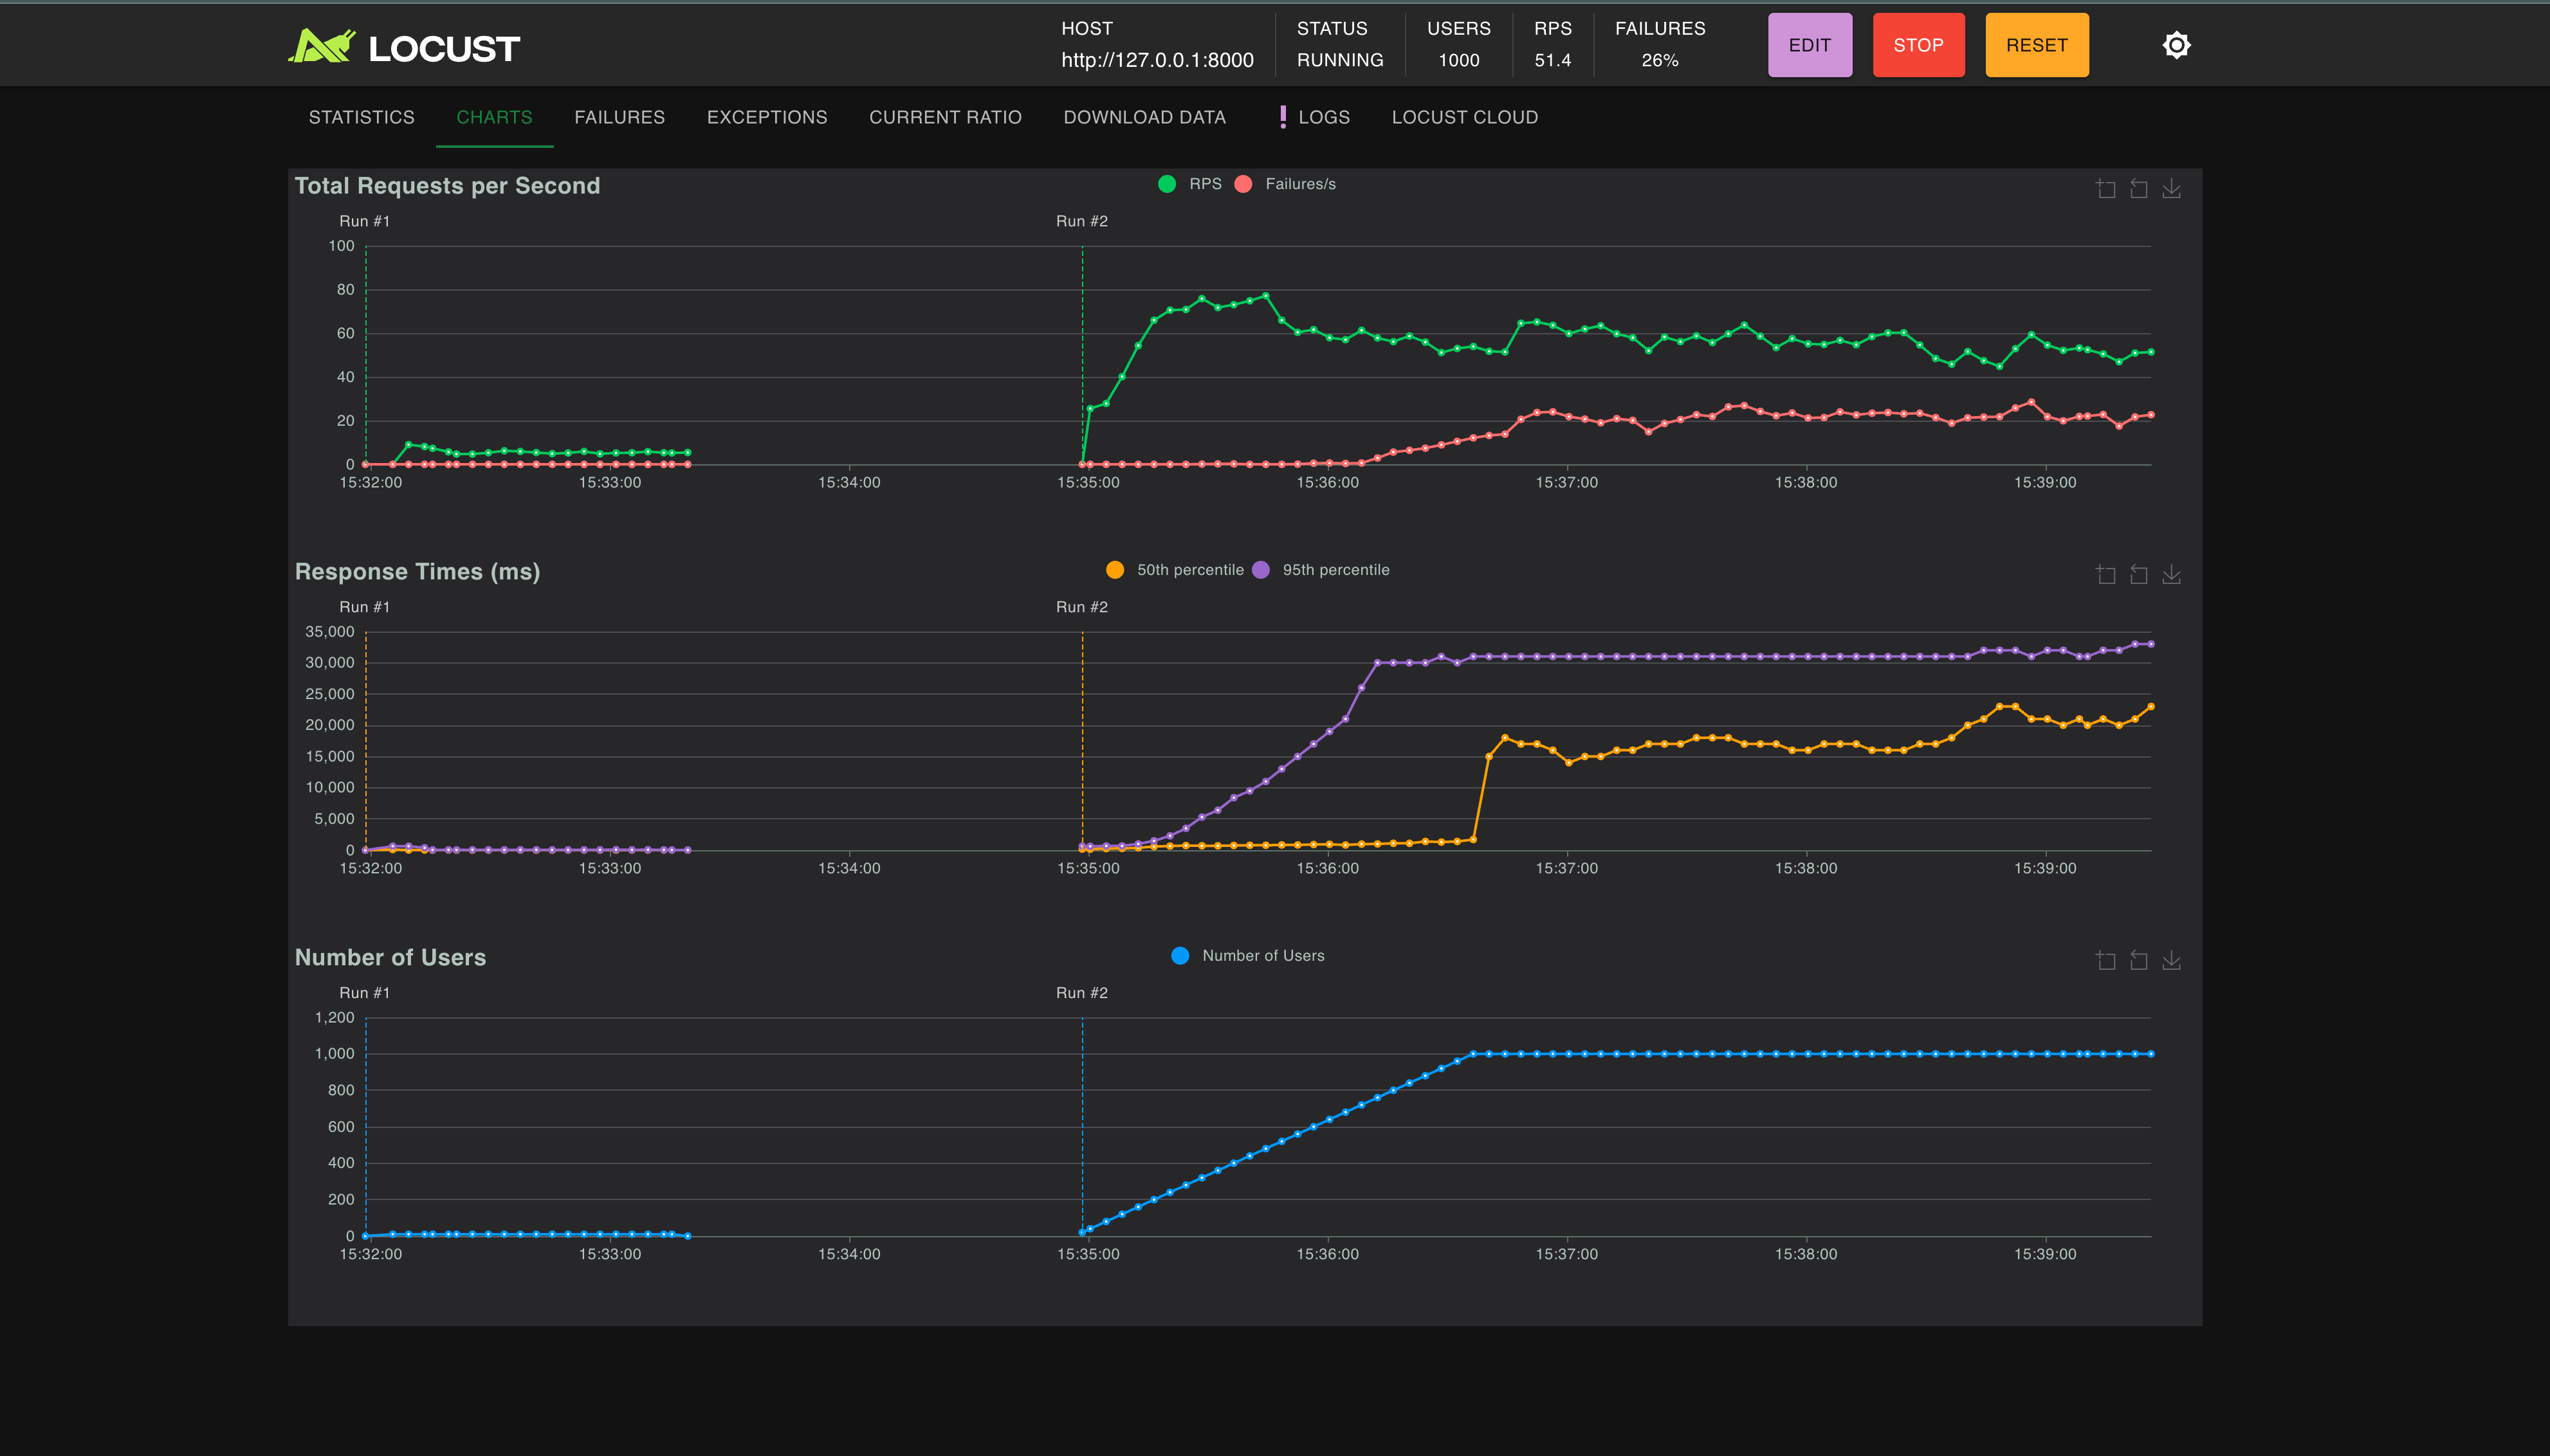 LOCUST
HOST
http://127.0.0.1:8000
STATUS
RUNNING
USERS
1000
RPS
51.4
FAILURES
26%
EDIT
STOP
RESET
STATISTICS
CHARTS
FAILURES
EXCEPTIONS
CURRENT RATIO
DOWNLOAD DATA
! LOGS
LOCUST CLOUD
Total Requests per Second
RPS
Failures/s
Run #1
Run #2
100
80
60
40
20
0
15:32:00
15:33:00
15:34:00
15:35:00
15:36:00
15:37:00
15:38:00
15:39:00
Response Times (ms)
50th percentile
95th percentile
Run #1
Run #2
35,000
30,000
25,000
20,000
15,000
10,000
5,000
0
15:32:00
15:33:00
15:34:00
15:35:00
15:36:00
15:37:00
15:38:00
15:39:00
Number of Users
Number of Users
Run #1
Run #2
1,200
1,000
800
600
400
200
0
15:32:00
15:33:00
15:34:00
15:35:00
15:36:00
15:37:00
15:38:00
15:39:00